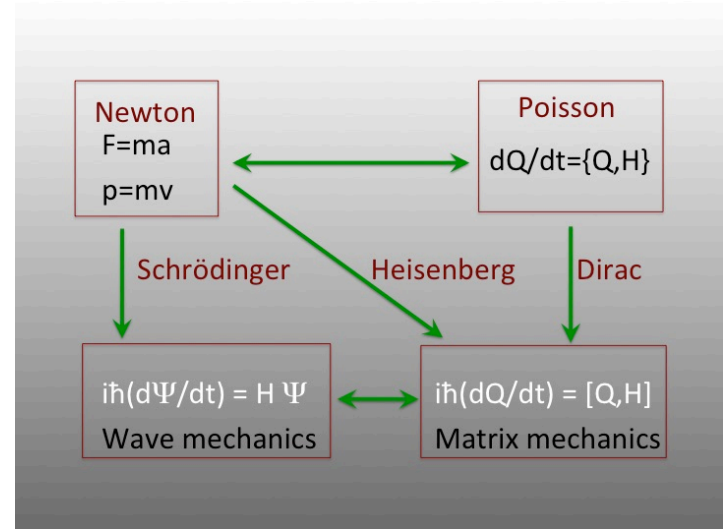 Newton
F=ma
p=mv
Poisson
dQ/dt={Q,H}
Schrödinger
Heisenberg
Dirac
iħ(dΨ/dt) = H Ψ
Wave mechanics
iħ(dQ/dt) = [Q,H]
Matrix mechanics